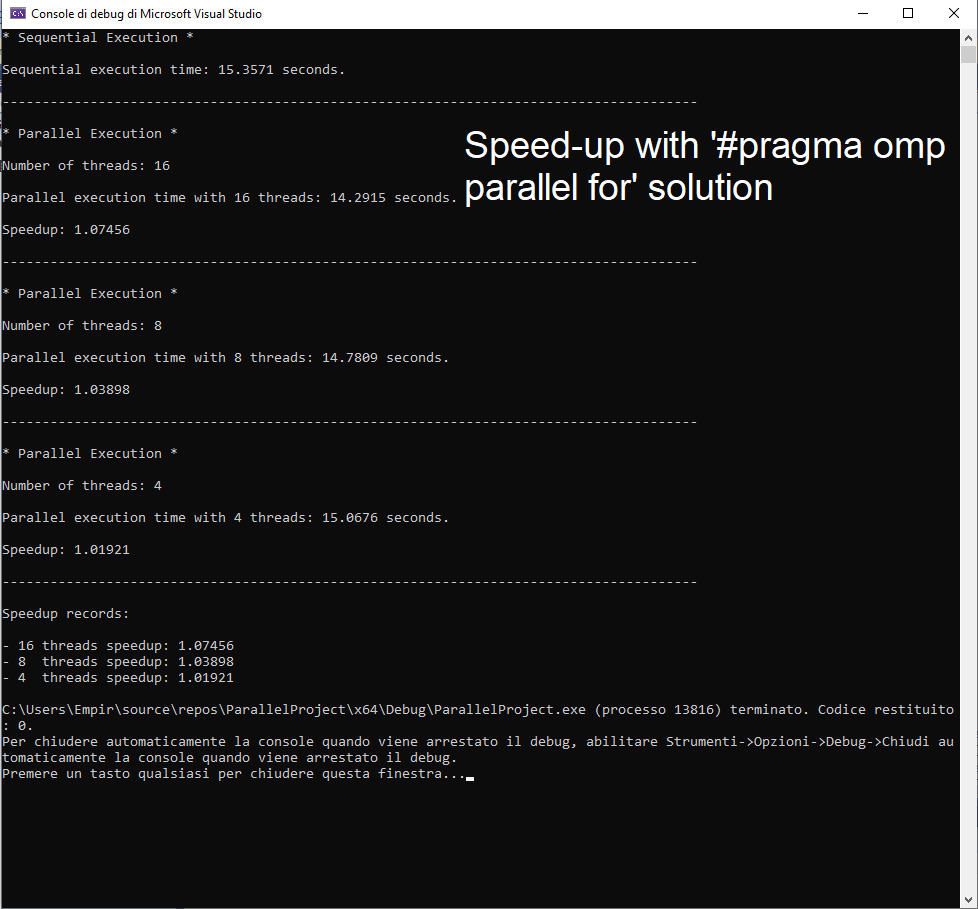 Console di debug di Microsoft Visual Studio
* Sequential Execution *
Sequential execution time: 15.3571 seconds.
---------------------------------------------------------------------------------------
* Parallel Execution *
Number of threads: 16
Parallel execution time with 16 threads: 14.2915 seconds.
Speedup: 1.07456
Speed-up with '#pragma omp
parallel for' solution
---------------------------------------------------------------------------------------
* Parallel Execution *
Number of threads: 8
Parallel execution time with 8 threads: 14.7809 seconds.
Speedup: 1.03898
---------------------------------------------------------------------------------------
* Parallel Execution *
Number of threads: 4
Parallel execution time with 4 threads: 15.0676 seconds.
Speedup: 1.01921
---------------------------------------------------------------------------------------
Speedup records:
- 16 threads speedup: 1.07456
- 8  threads speedup: 1.03898
- 4  threads speedup: 1.01921
C:\Users\Empir\source\repos\ParallelProject\x64\Debug\ParallelProject.exe (processo 13816) terminato. Codice restituito
: 0.
Per chiudere automaticamente la console quando viene arrestato il debug, abilitare Strumenti->Opzioni->Debug->Chiudi au
tomaticamente la console quando viene arrestato il debug.
Premere un tasto qualsiasi per chiudere questa finestra...